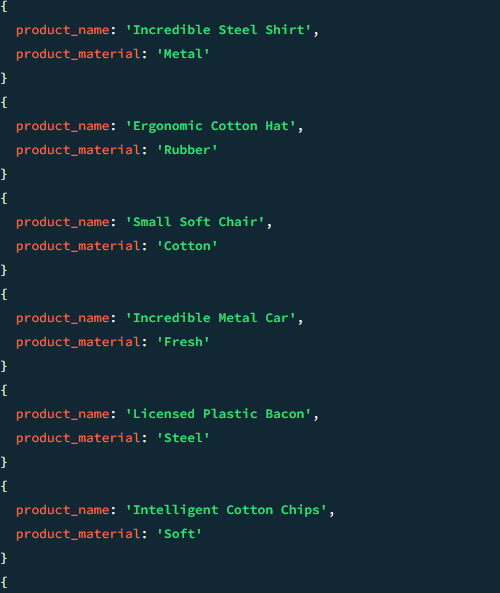 {
  product_name: 'Incredible Steel Shirt',
  product_material: 'Metal'
}
{
  product_name: 'Ergonomic Cotton Hat',
  product_material: 'Rubber'
}
{
  product_name: 'Small Soft Chair',
  product_material: 'Cotton'
}
{
  product_name: 'Incredible Metal Car',
  product_material: 'Fresh'
}
{
  product_name: 'Licensed Plastic Bacon',
  product_material: 'Steel'
}
{
  product_name: 'Intelligent Cotton Chips',
  product_material: 'Soft'
}
{